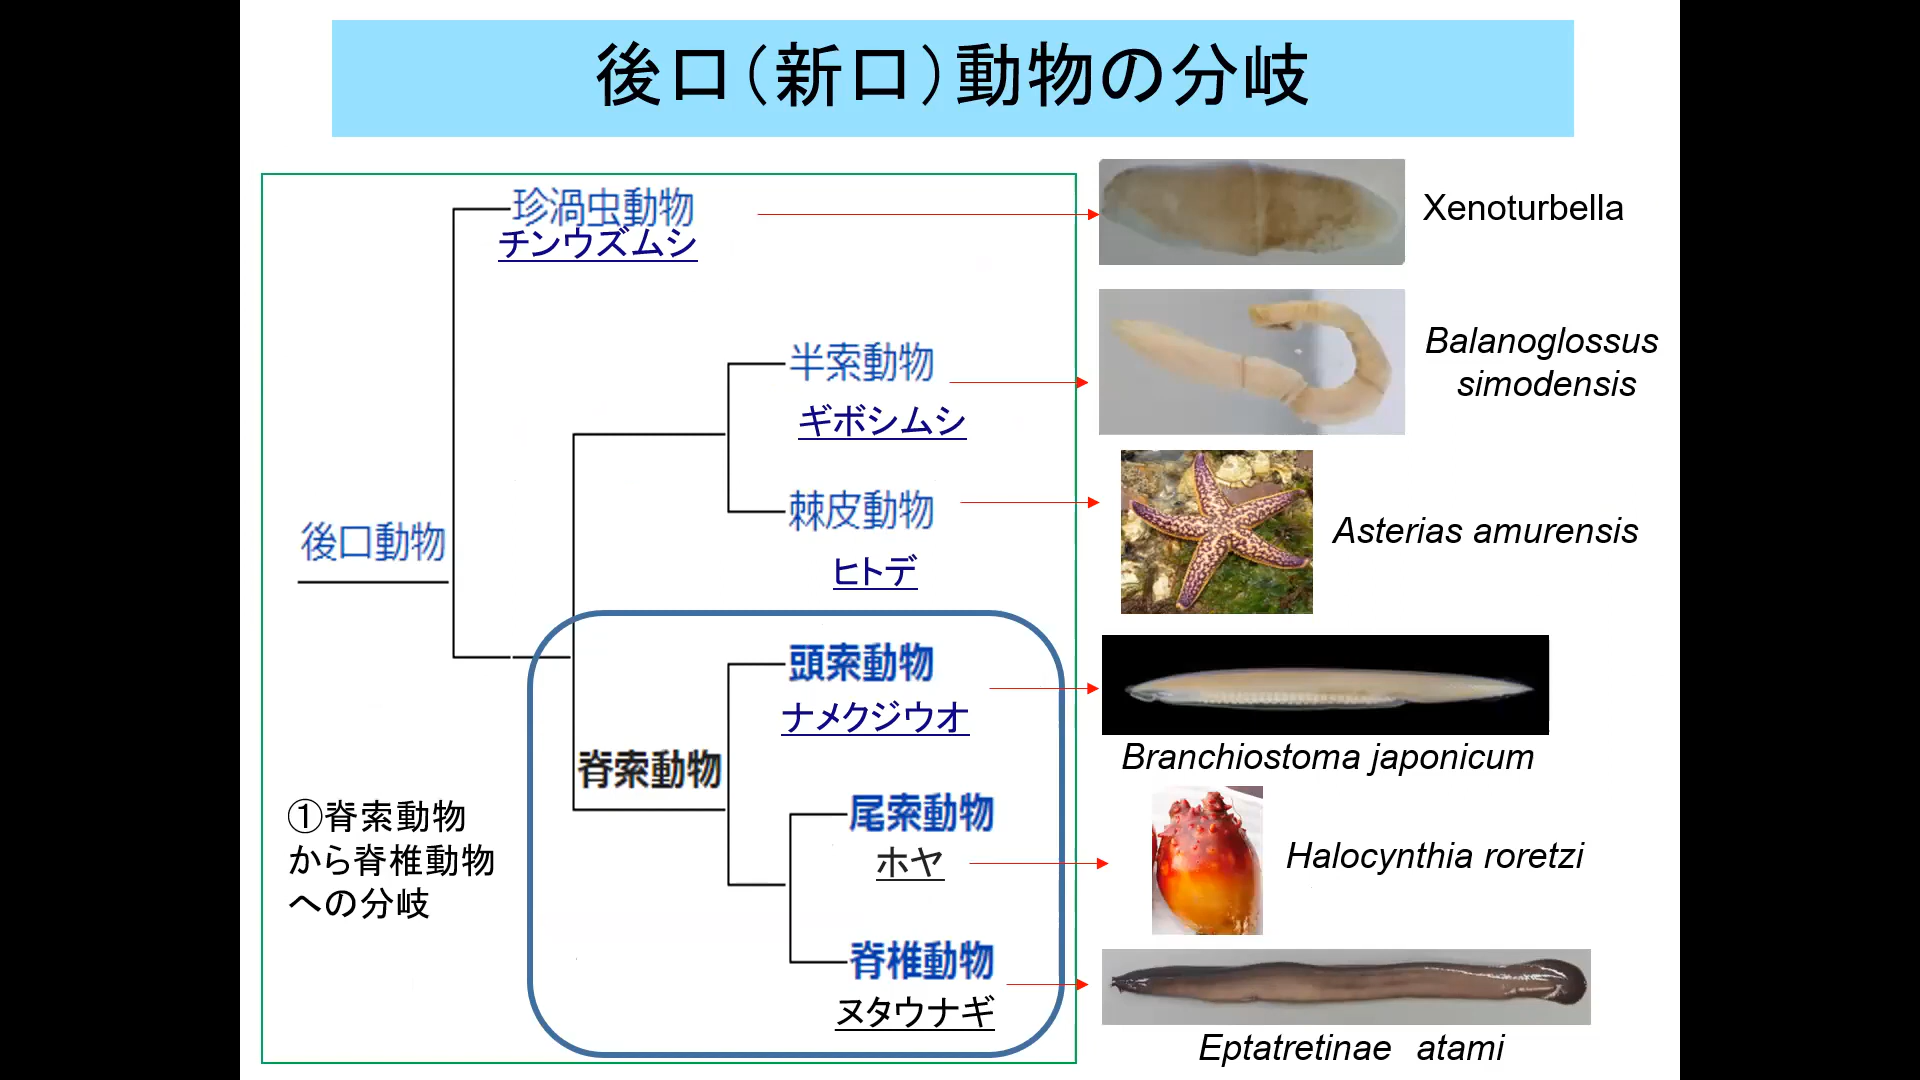 後口（新口）動物の分岐
珍渦虫動物
チンウズムシ
Xenoturbella
半索動物
ギボシムシ
Balanoglossus
simodensis
棘皮動物
ヒトデ
Asterias amurensis
後口動物
頭索動物
ナメクジウオ
Branchiostoma japonicum
脊索動物
①脊索動物
から脊椎動物
への分岐
尾索動物
ホヤ
Halocynthia roretzi
脊椎動物
ヌタウナギ
Eptatretinae atami